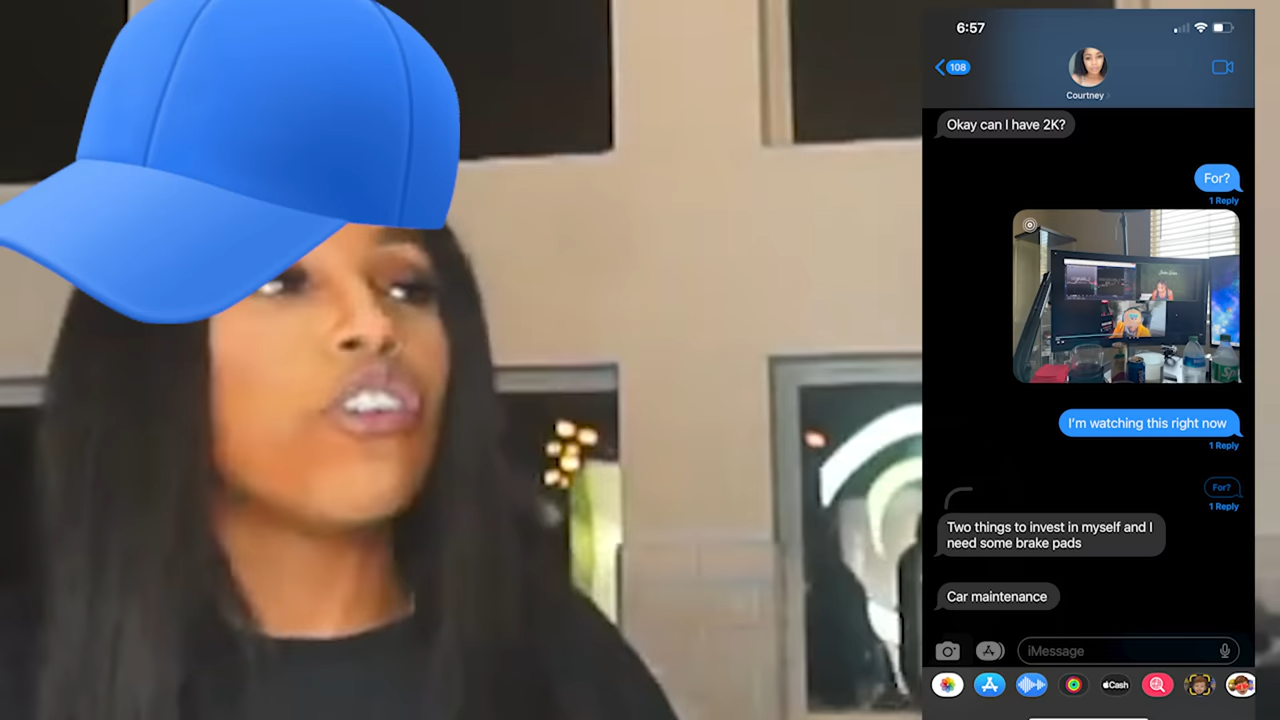 6:57
108
Courtney
Okay can I have 2K?
For?
1 Reply
I'm watching this right now
1 Reply
For?
1 Reply
Two things to invest in myself and I
need some brake pads
Car maintenance
iMessage
Cash